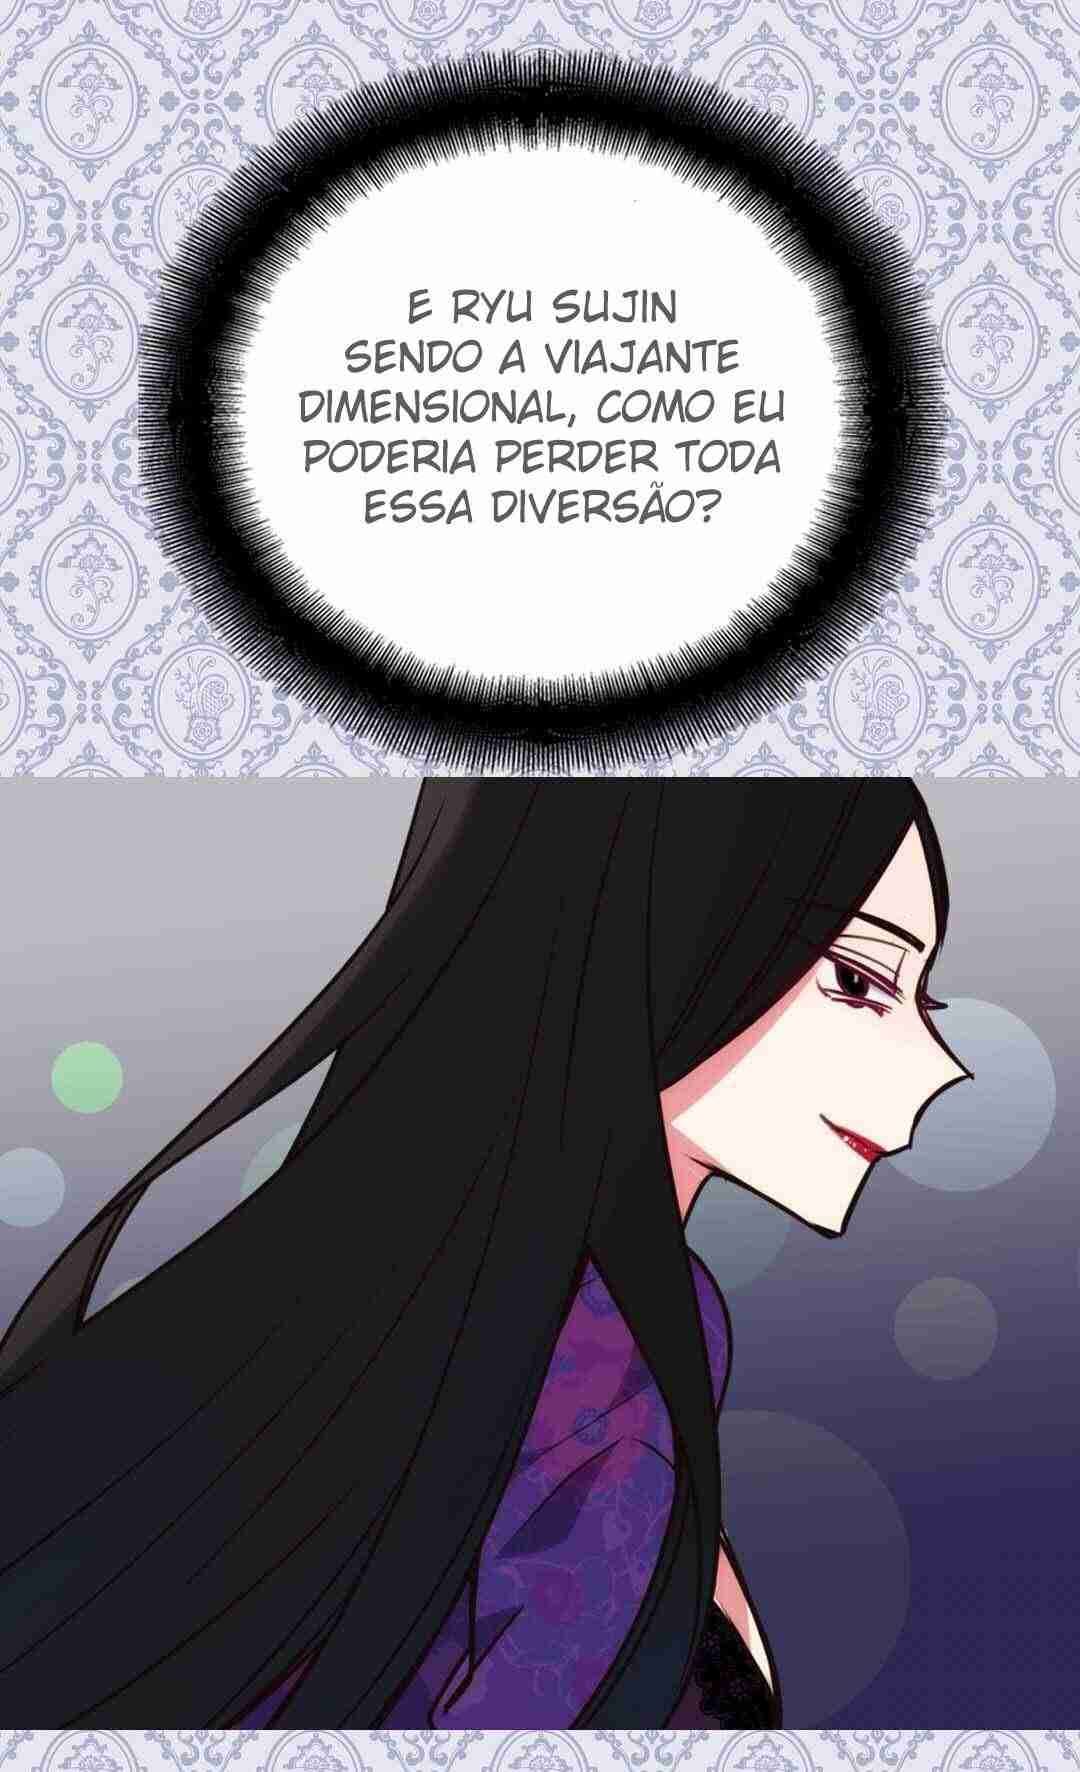 E RYU SUJIN
SENDO A VIAJANTE
DIMENSIONAL, COMO EU
PODERIA PERDER TODA
ESSA DIVERSÃO?